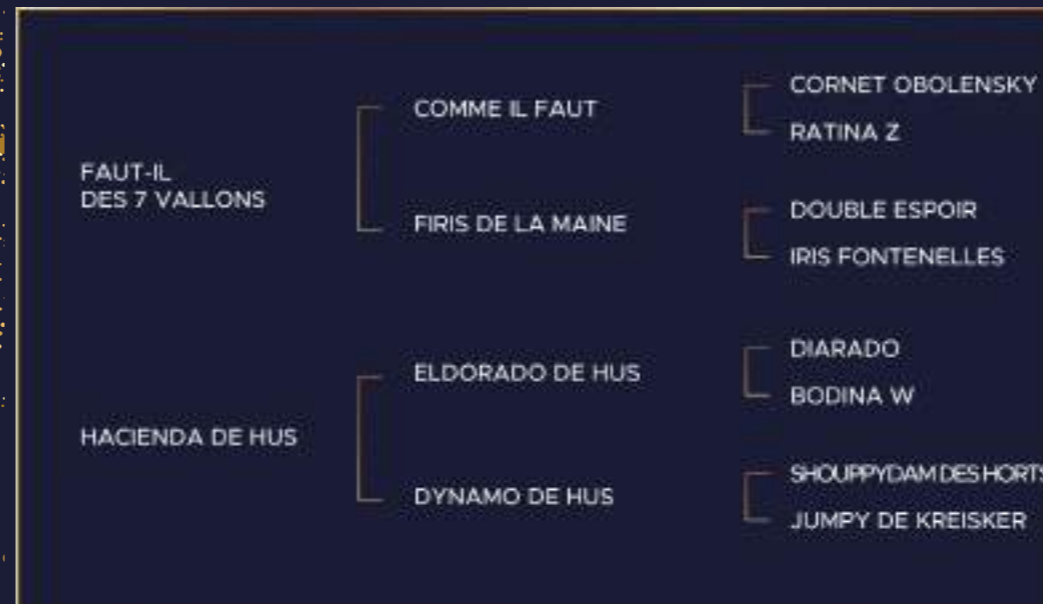 CORNET OBOLENSKY
COMME IL FAUT
RATINA Z
FAUT-IL
DES 7 VALLONS
DOUBLE ESPOIR
FIRIS DE LA MAINE
IRIS FONTENELLES
DIARADO
ELDORADO DE HUS
BODINA W
HACIENDA DE HUS
SHOUPPYDAM DES HORTS
DYNAMO DE HUS
JUMPY DE KREISKER